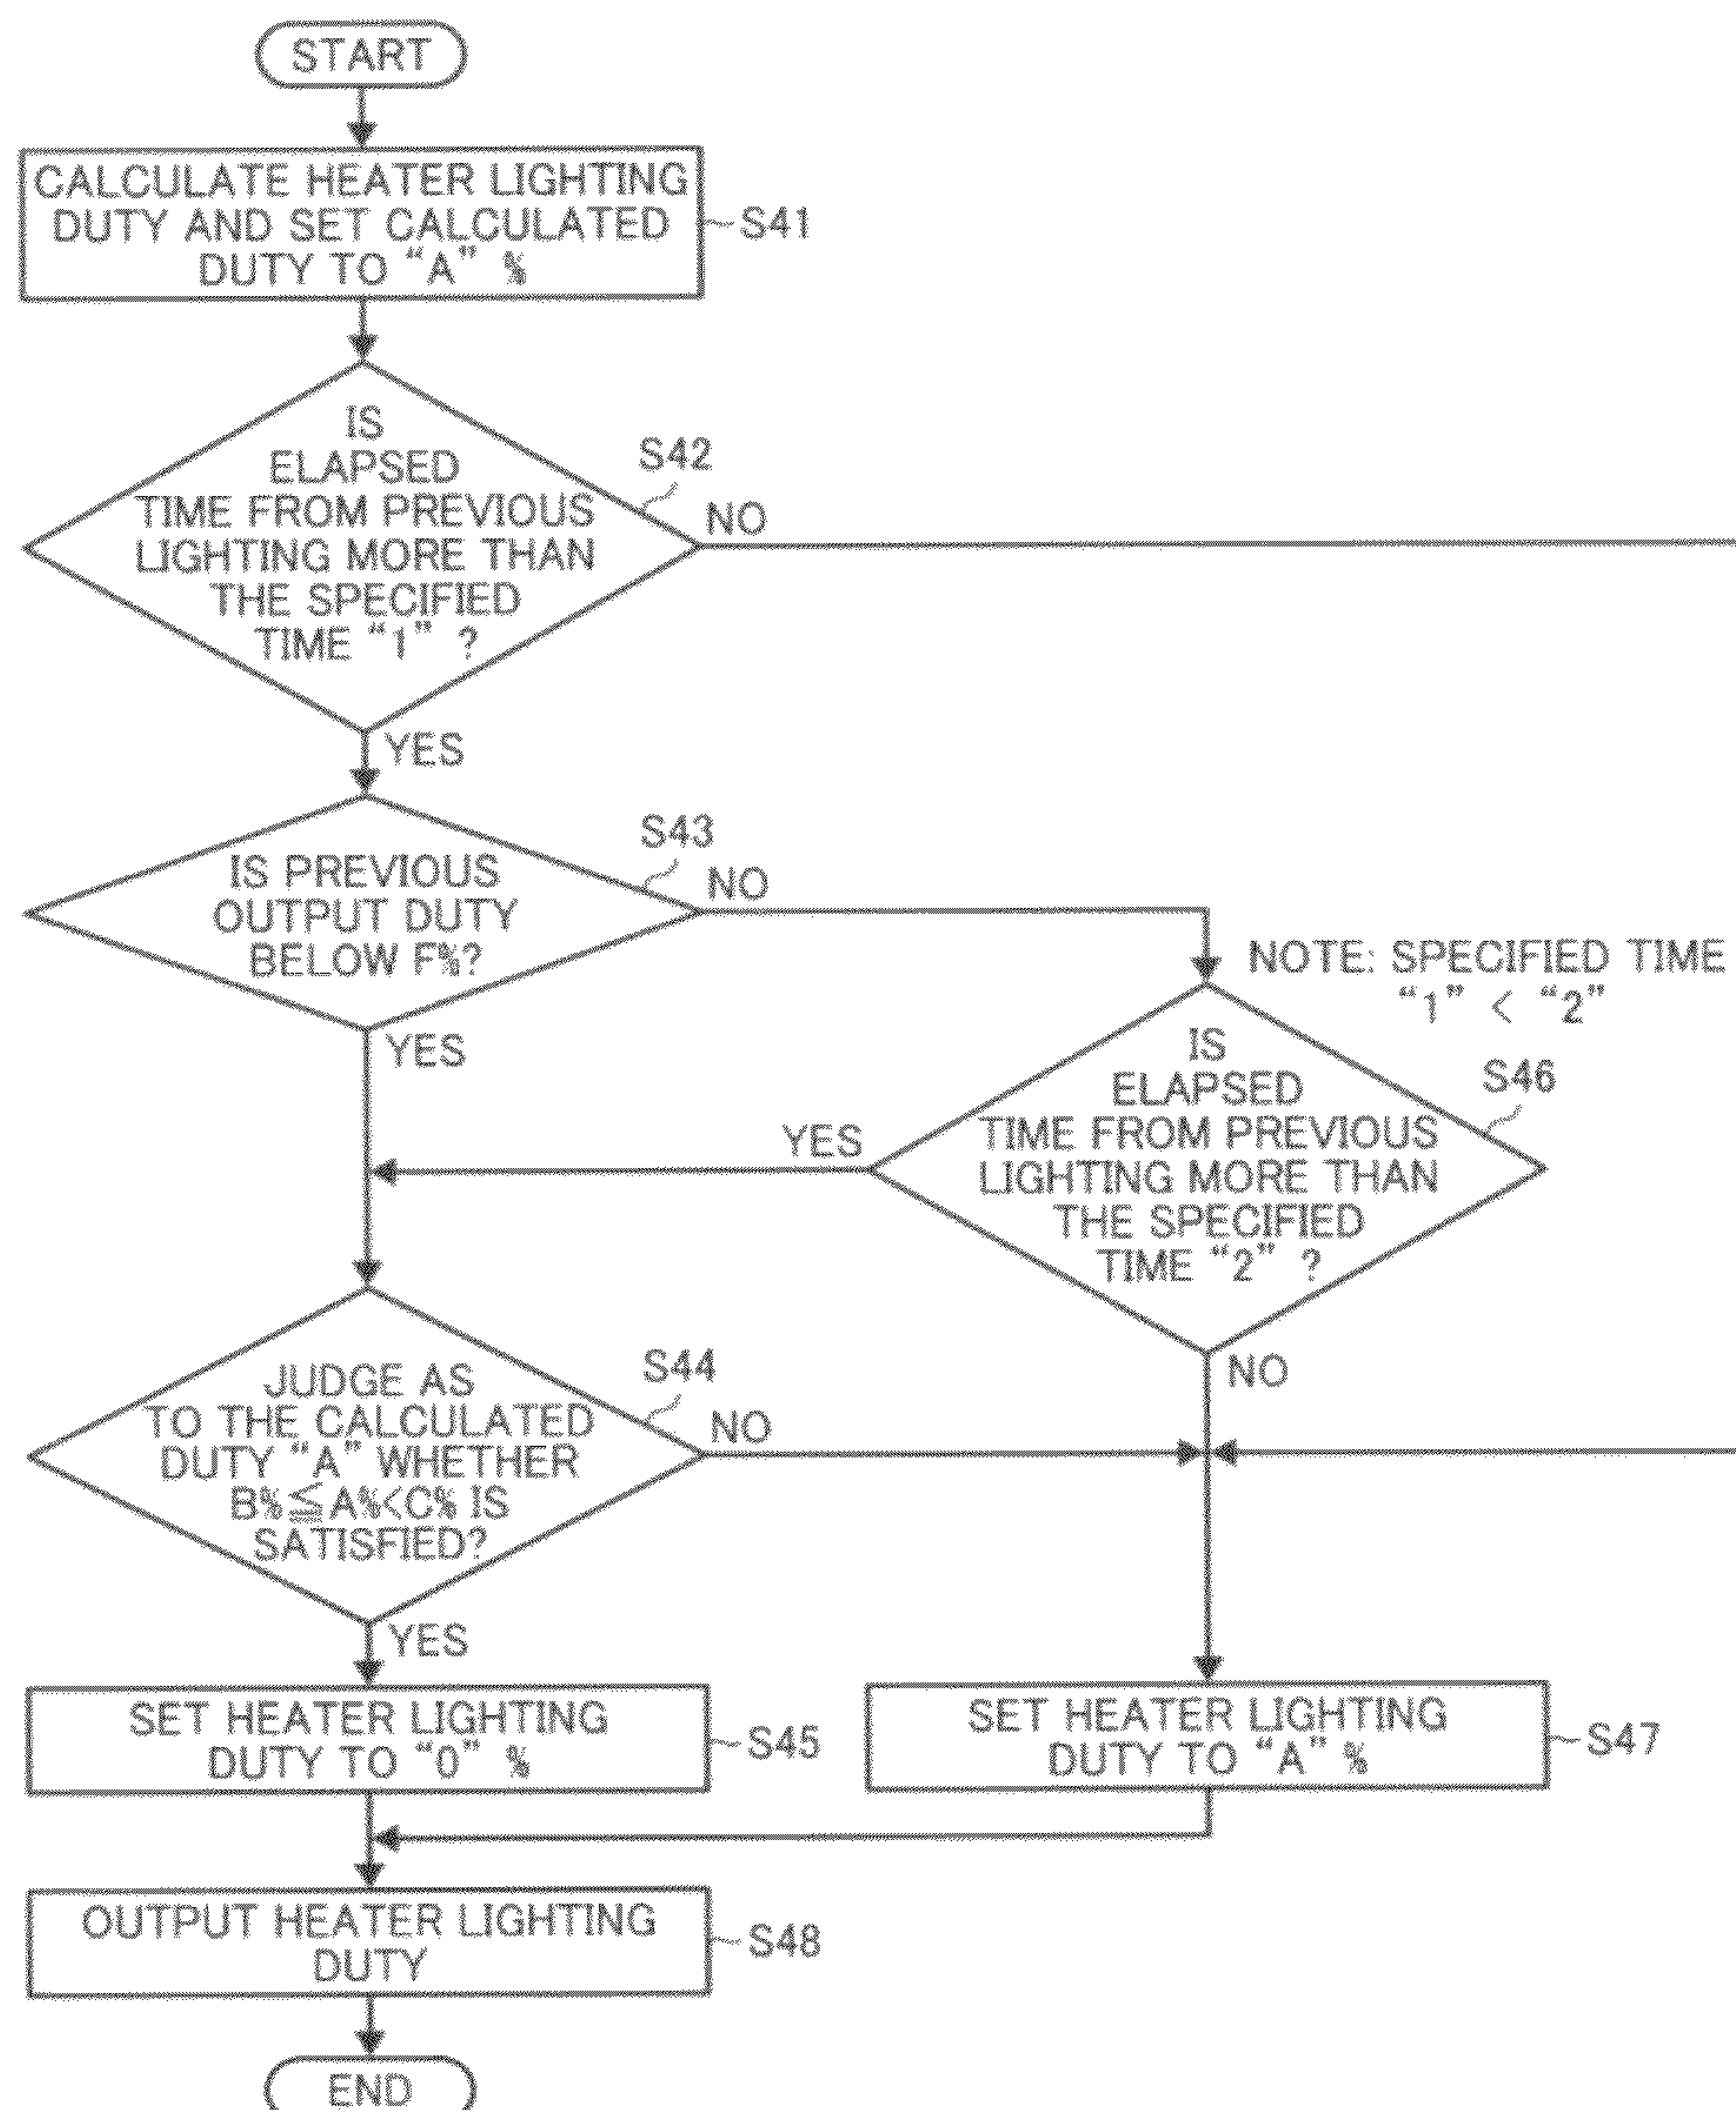 START
CALCULATE HEATER LIGHTING
DUTY AND SET CALCULATED
DUTY TO “A” %
S41
IS
ELAPSED
TIME FROM PREVIOUS
LIGHTING MORE THAN
THE SPECIFIED
TIME “1” ?
S42
NO
YES
IS PREVIOUS
OUTPUT DUTY
BELOW F%?
S43
NO
YES
NOTE: SPECIFIED TIME
“1” < “2”
IS
ELAPSED
TIME FROM PREVIOUS
LIGHTING MORE THAN
THE SPECIFIED
TIME “2” ?
S46
YES
NO
JUDGE AS
TO THE CALCULATED
DUTY “A” WHETHER
B%≦A%<C% IS
SATISFIED?
S44
NO
YES
SET HEATER LIGHTING
DUTY TO “0” %
S45
SET HEATER LIGHTING
DUTY TO “A” %
S47
OUTPUT HEATER LIGHTING
DUTY
S48
END